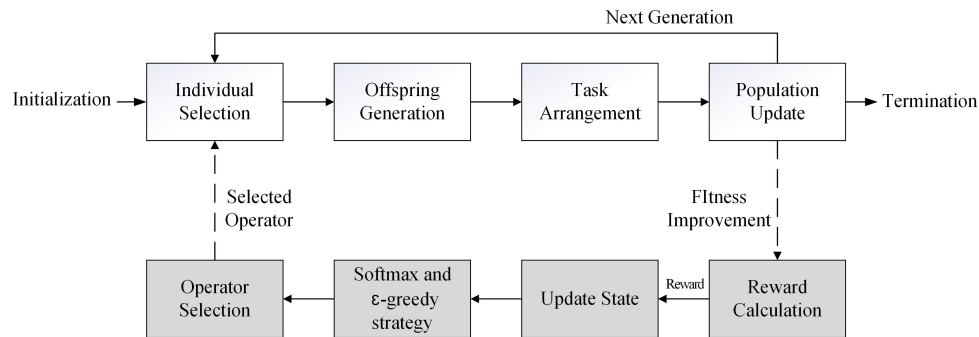 Next Generation
Initialization
Individual
Selection
Offspring
Generation
Task
Arrangement
Population
Update
Termination
Selected
Operator
FItness
Improvement
Operator
Selection
Softmax and
ε-greedy
strategy
Update State
Reward
Reward
Calculation